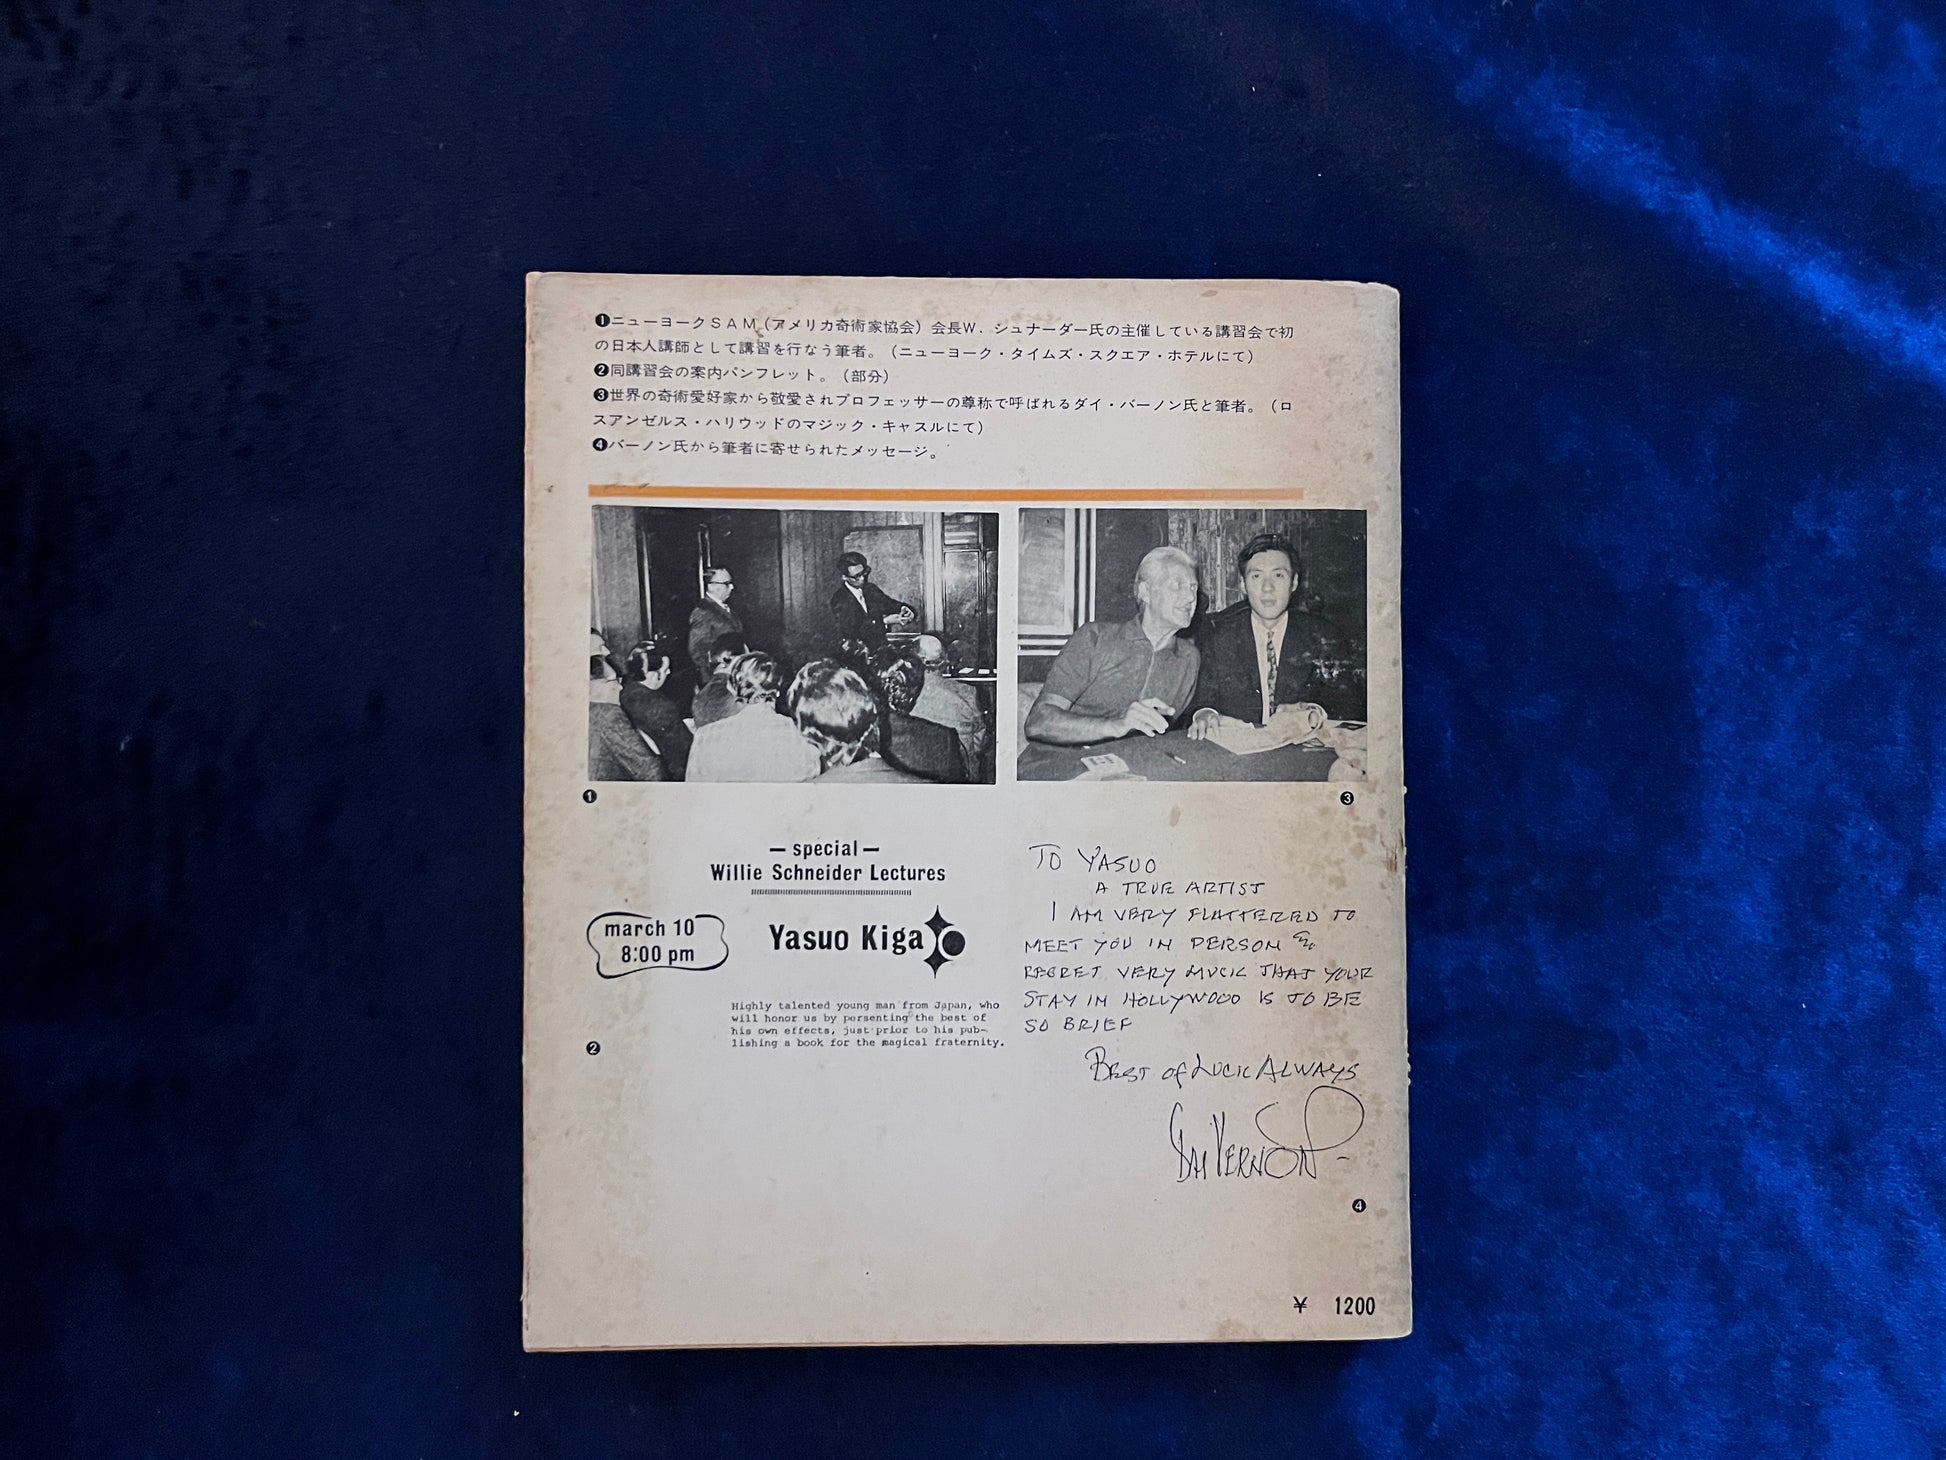 ❶ニューヨークSAM(アメリカ奇術家協会)会長W.シュナーダー氏の主催している講習会で初
の日本人講師として講習を行なう筆者。(ニューヨーク・タイムズ・スクエア・ホテルにて)
❷同講習会の案内パンフレット。(部分)
❸世界の奇術愛好家から敬愛されプロフェッサーの尊称で呼ばれるダイ・バーノン氏と筆者。(ロ
スアンゼルス・ハリウッドのマジック・キャスルにて)
❹バーノン氏から筆者に寄せられたメッセージ。
❶
❸
— special —
Willie Schneider Lectures
march 10
8:00 pm
Yasuo Kiga
Highly talented young man from Japan, who
will honor us by persenting the best of
his own effects, just prior to his pub-
lishing a book for the magical fraternity.
❷
TO YASUO
A TRUE ARTIST
I AM VERY FLATTERED TO
MEET YOU IN PERSON &
REGRET VERY MUCH THAT YOUR
STAY IN HOLLYWOOD IS TO BE
SO BRIEF
BEST OF LUCK ALWAYS
DAI VERNON
❹
¥ 1200